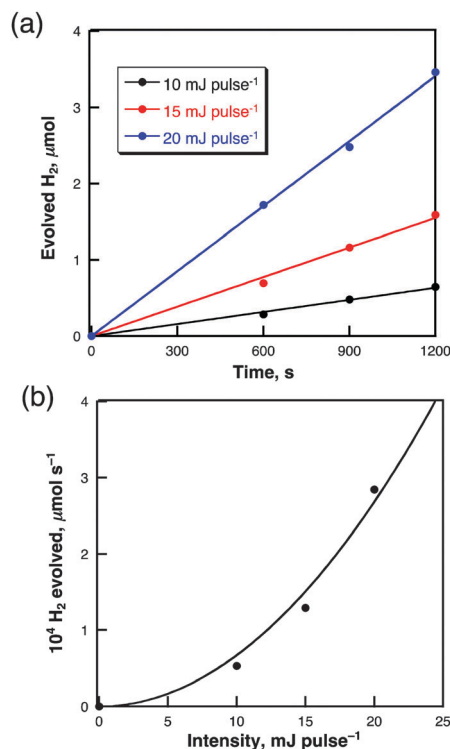 (a)
4
3
2
1
0
Evolved H₂, μmol
10 mJ pulse⁻¹
15 mJ pulse⁻¹
20 mJ pulse⁻¹
0 300 600 900 1200
Time, s
(b)
4
3
2
1
0
10⁴ H₂ evolved, μmol s⁻¹
0 5 10 15 20 25
Intensity, mJ pulse⁻¹